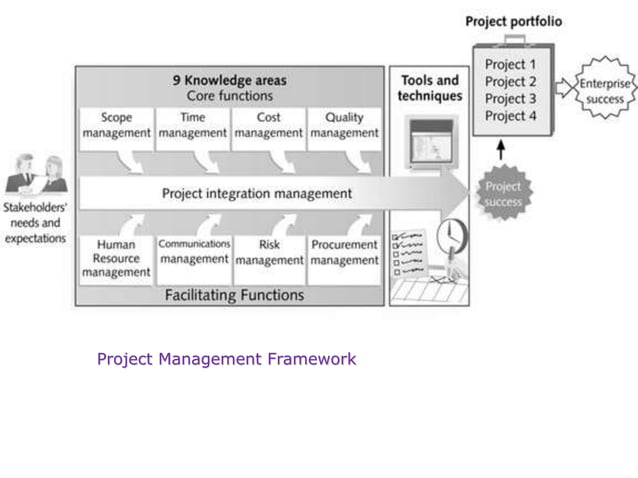 Project portfolio
Project 1
Project 2
Project 3
Project 4
Enterprise
success
9 Knowledge areas
Core functions
Tools and
techniques
Scope
management
Time
management
Cost
management
Quality
management
Stakeholders'
needs and
expectations
Project integration management
Project
success
Human
Resource
management
Communications
management
Risk
management
Procurement
management
Facilitating Functions
Project Management Framework